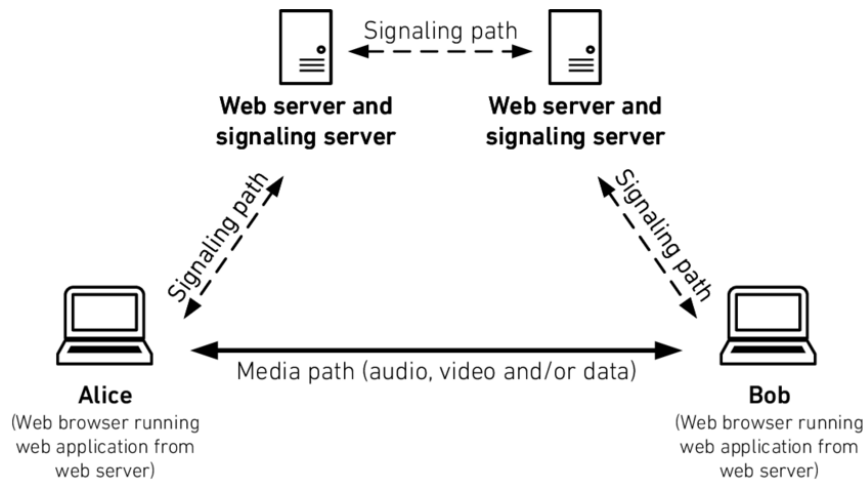 Signaling path
Web server and
signaling server
Web server and
signaling server
Signaling path
Signaling path
Media path (audio, video and/or data)
Alice
(Web browser running
web application from
web server)
Bob
(Web browser running
web application from
web server)